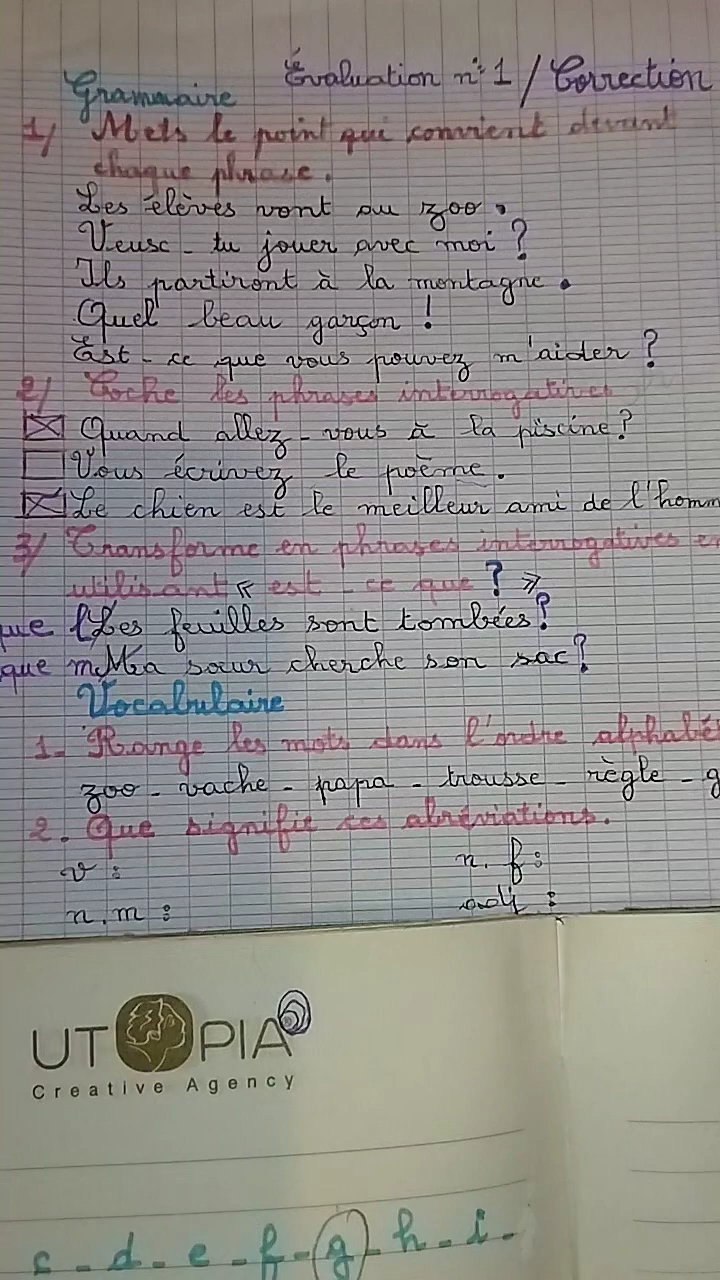 Évaluation n°1 / Correction
Grammaire
1/ Mets le point qui convient devant
chaque phrase.
Les élèves vont au zoo.
Veux-tu jouer avec moi ?
Ils partiront à la montagne.
Quel beau garçon !
Est-ce que vous pouvez m'aider ?
2/ Coche les phrases interrogatives
Quand allez-vous à la piscine ?
Vous écrivez le poème.
Le chien est le meilleur ami de l'homm
3/ Transforme en phrases interrogatives en
utilisant « est-ce que ? »
que l Les feuilles sont tombées ?
que m Ma sœur cherche son sac ?
Vocabulaire
1- Range les mots dans l'ordre alphabé
zoo - vache - papa - trousse - règle - g
2. Que signifie ces abréviations.
v : n.f :
n.m : adj :
UTOPIA
Creative Agency
c - d - e - f - g - h - i -